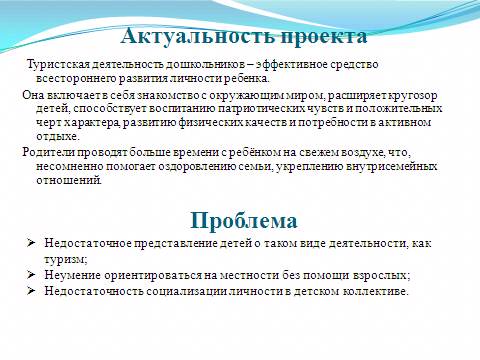 Актуальность проекта
Туристская деятельность дошкольников – эффективное средство
всестороннего развития личности ребенка.
Она включает в себя знакомство с окружающим миром, расширяет кругозор
детей, способствует воспитанию патриотических чувств и положительных
черт характера, развитию физических качеств и потребности в активном
отдыхе.
Родители проводят больше времени с ребёнком на свежем воздухе, что,
несомненно помогает оздоровлению семьи, укреплению внутрисемейных
отношений.
Проблема
➢ Недостаточное представление детей о таком виде деятельности, как
туризм;
➢ Неумение ориентироваться на местности без помощи взрослых;
➢ Недостаточность социализации личности в детском коллективе.